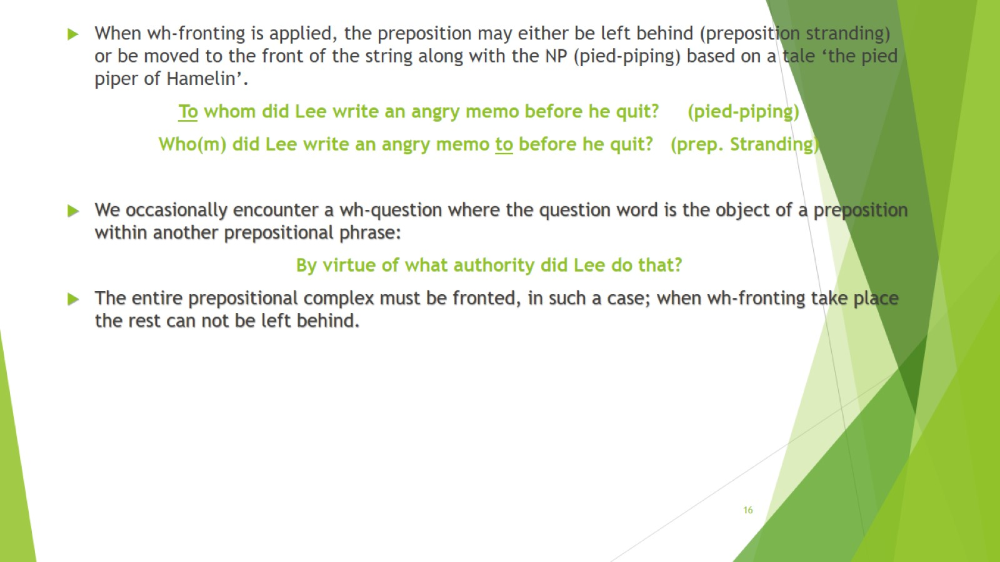 When wh-fronting is applied, the preposition may either be left behind (preposition stranding)
or be moved to the front of the string along with the NP (pied-piping) based on a tale ‘the pied
piper of Hamelin’.
To whom did Lee write an angry memo before he quit? (pied-piping)
Who(m) did Lee write an angry memo to before he quit? (prep. Stranding)
We occasionally encounter a wh-question where the question word is the object of a preposition
within another prepositional phrase:
By virtue of what authority did Lee do that?
The entire prepositional complex must be fronted, in such a case; when wh-fronting take place
the rest can not be left behind.
16